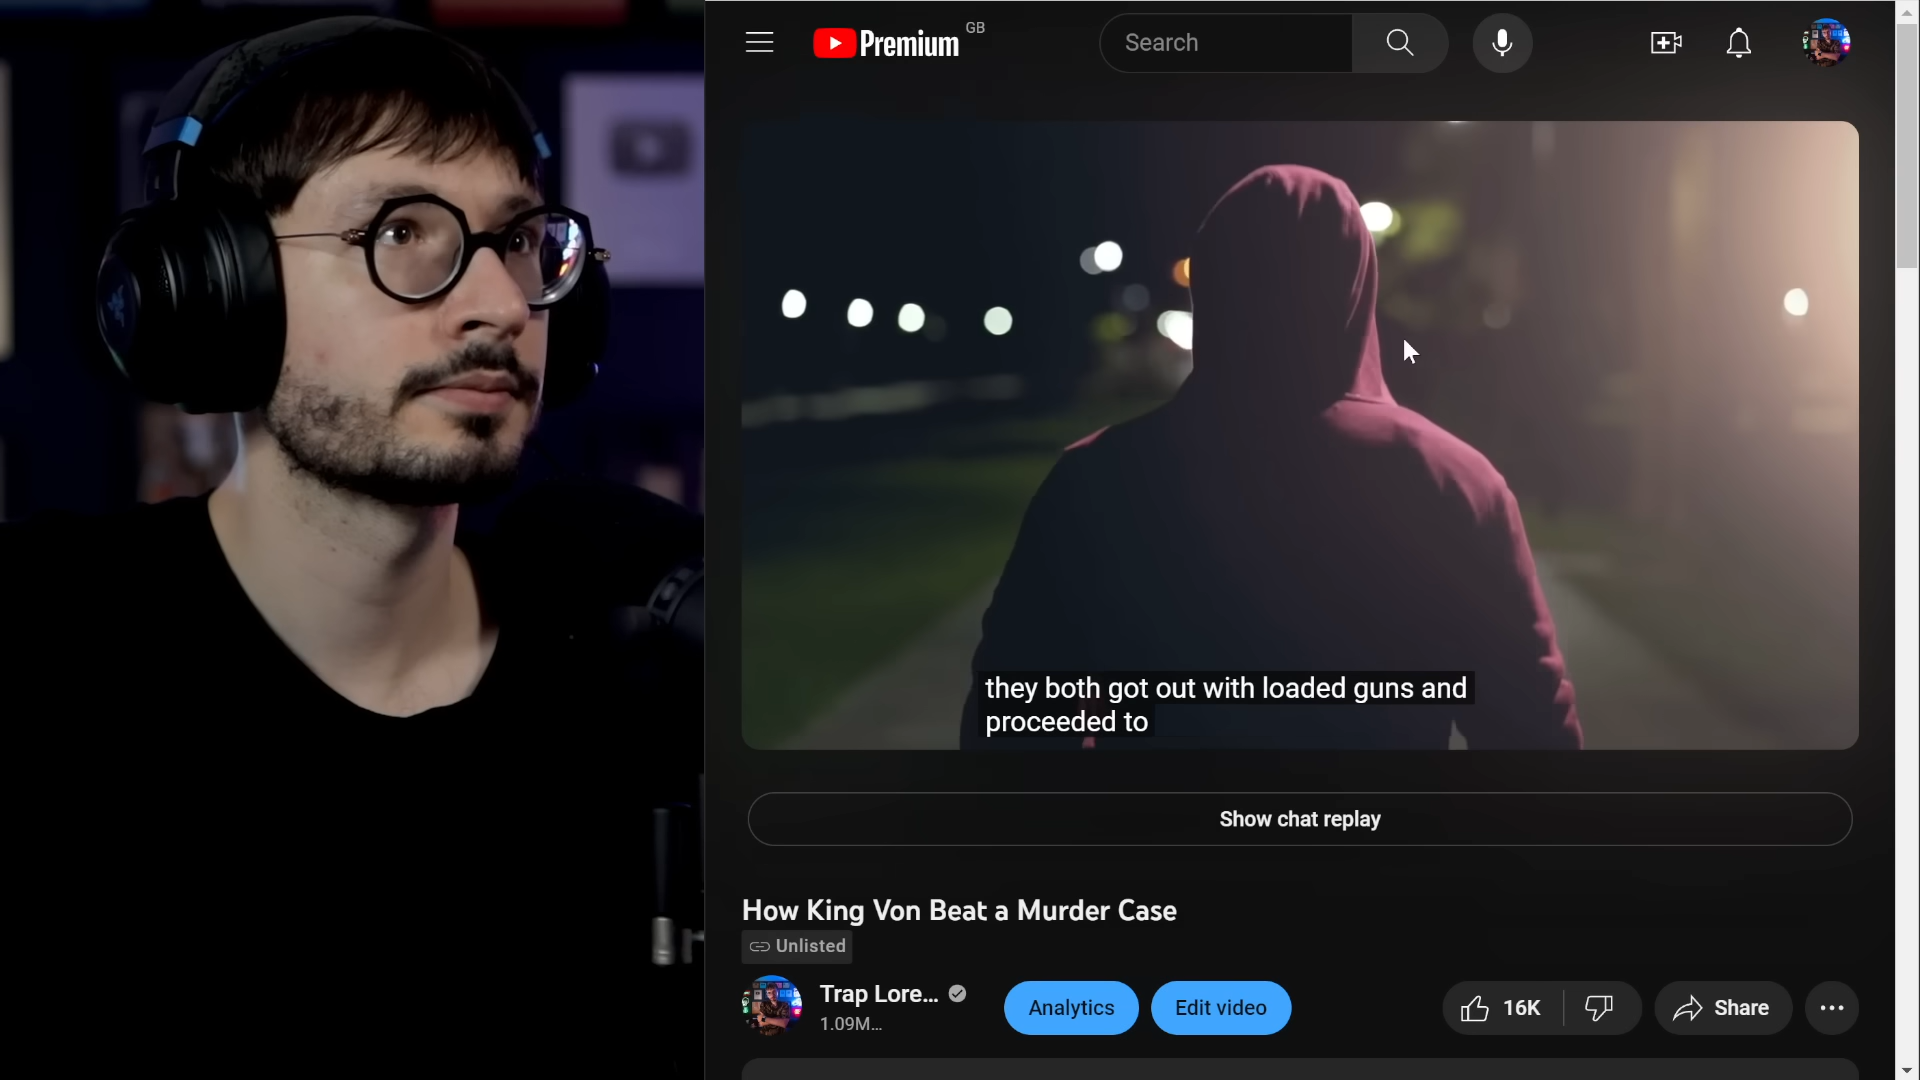 Premium
GB
Search
they both got out with loaded guns and
proceeded to
Show chat replay
How King Von Beat a Murder Case
Unlisted
Trap Lore...
1.09M...
Analytics
Edit video
16K
Share